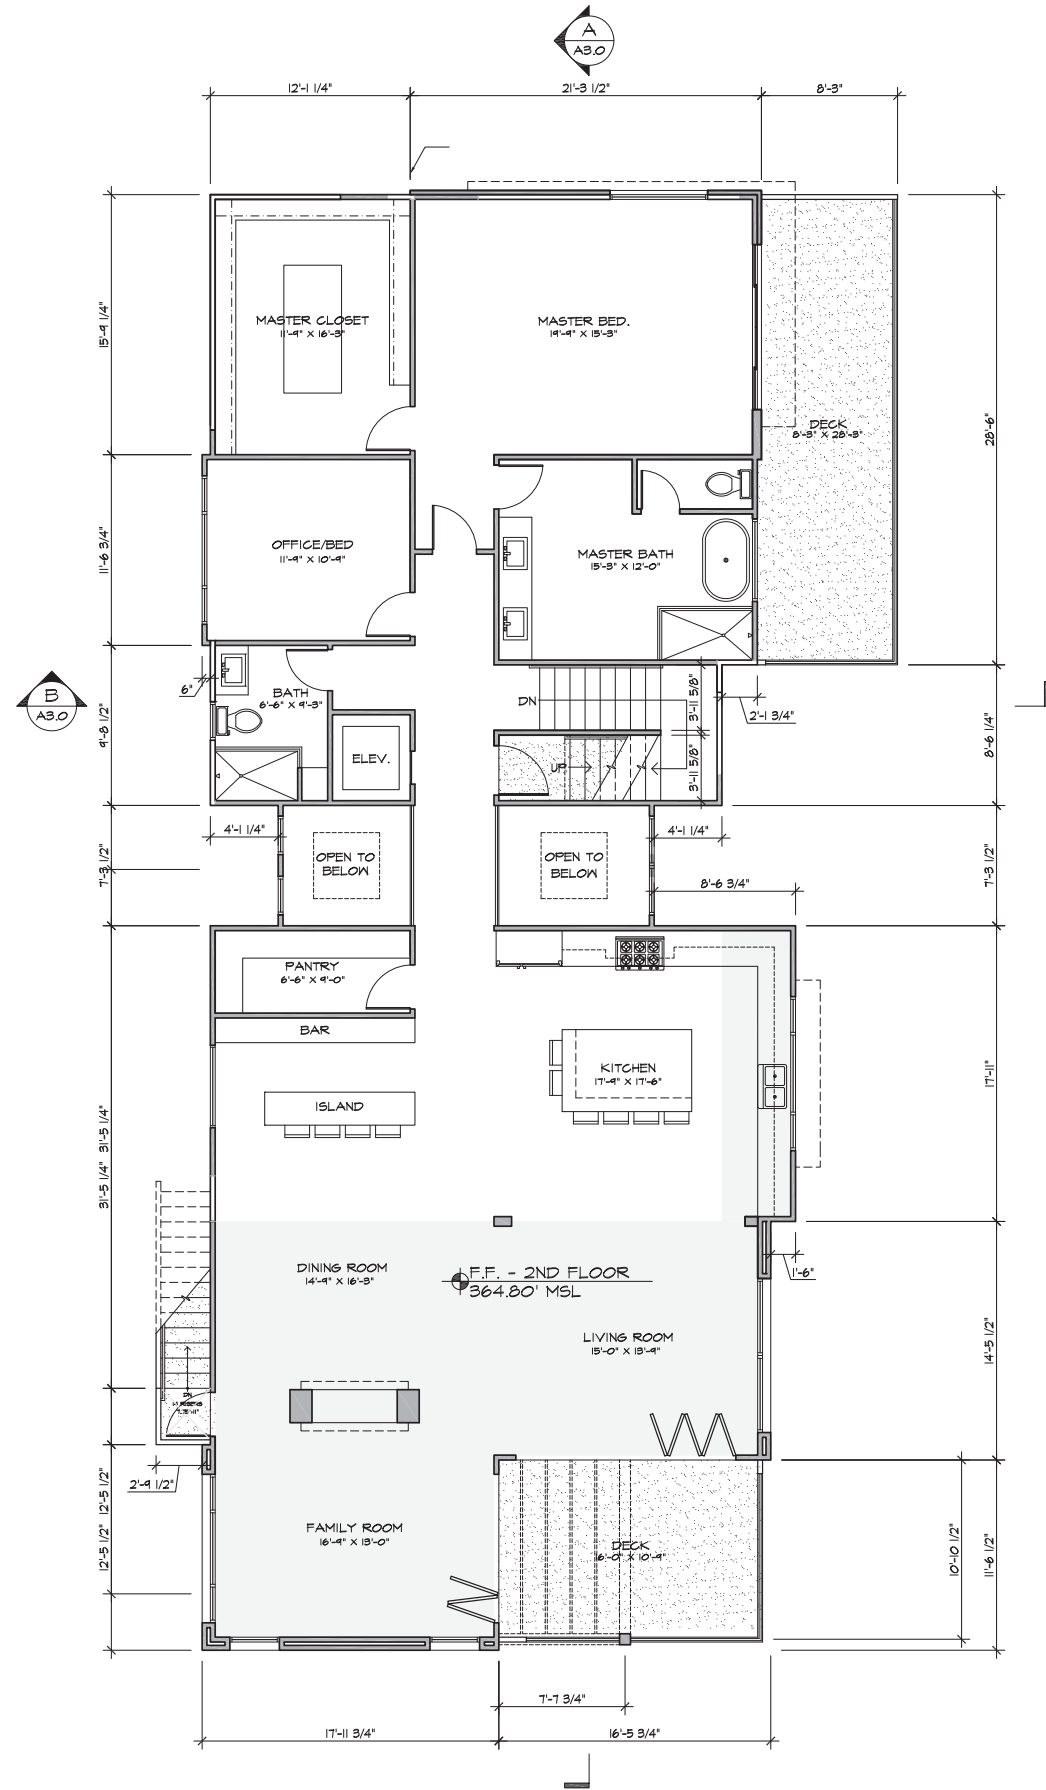 A
A3.0
12'-1 1/4"
21'-3 1/2"
8'-3"
15'-9 1/4"
MASTER CLOSET
11'-9" X 16'-3"
MASTER BED.
19'-9" X 15'-3"
DECK
8'-3" X 28'-3"
28'-6"
11'-6 3/4"
OFFICE/BED
11'-9" X 10'-9"
MASTER BATH
15'-3" X 12'-0"
B
A3.0
6"
BATH
6'-6" X 9'-3"
DN
3'-11 5/8"
2'-1 3/4"
9'-8 1/2"
ELEV.
UP
3'-11 5/8"
8'-6 1/4"
4'-1 1/4"
4'-1 1/4"
OPEN TO
BELOW
OPEN TO
BELOW
7'-3 1/2"
8'-6 3/4"
7'-3 1/2"
PANTRY
6'-6" X 9'-0"
BAR
KITCHEN
17'-9" X 17'-6"
17'-11"
ISLAND
31'-5 1/4"
31'-5 1/4"
DINING ROOM
14'-9" X 16'-3"
F.F. - 2ND FLOOR
364.80' MSL
1'-6"
LIVING ROOM
15'-0" X 13'-9"
14'-5 1/2"
DN
2'-9 1/2"
12'-5 1/2"
12'-5 1/2"
FAMILY ROOM
16'-9" X 13'-0"
DECK
10'-10 1/2"
11'-6 1/2"
7'-7 3/4"
17'-11 3/4"
16'-5 3/4"